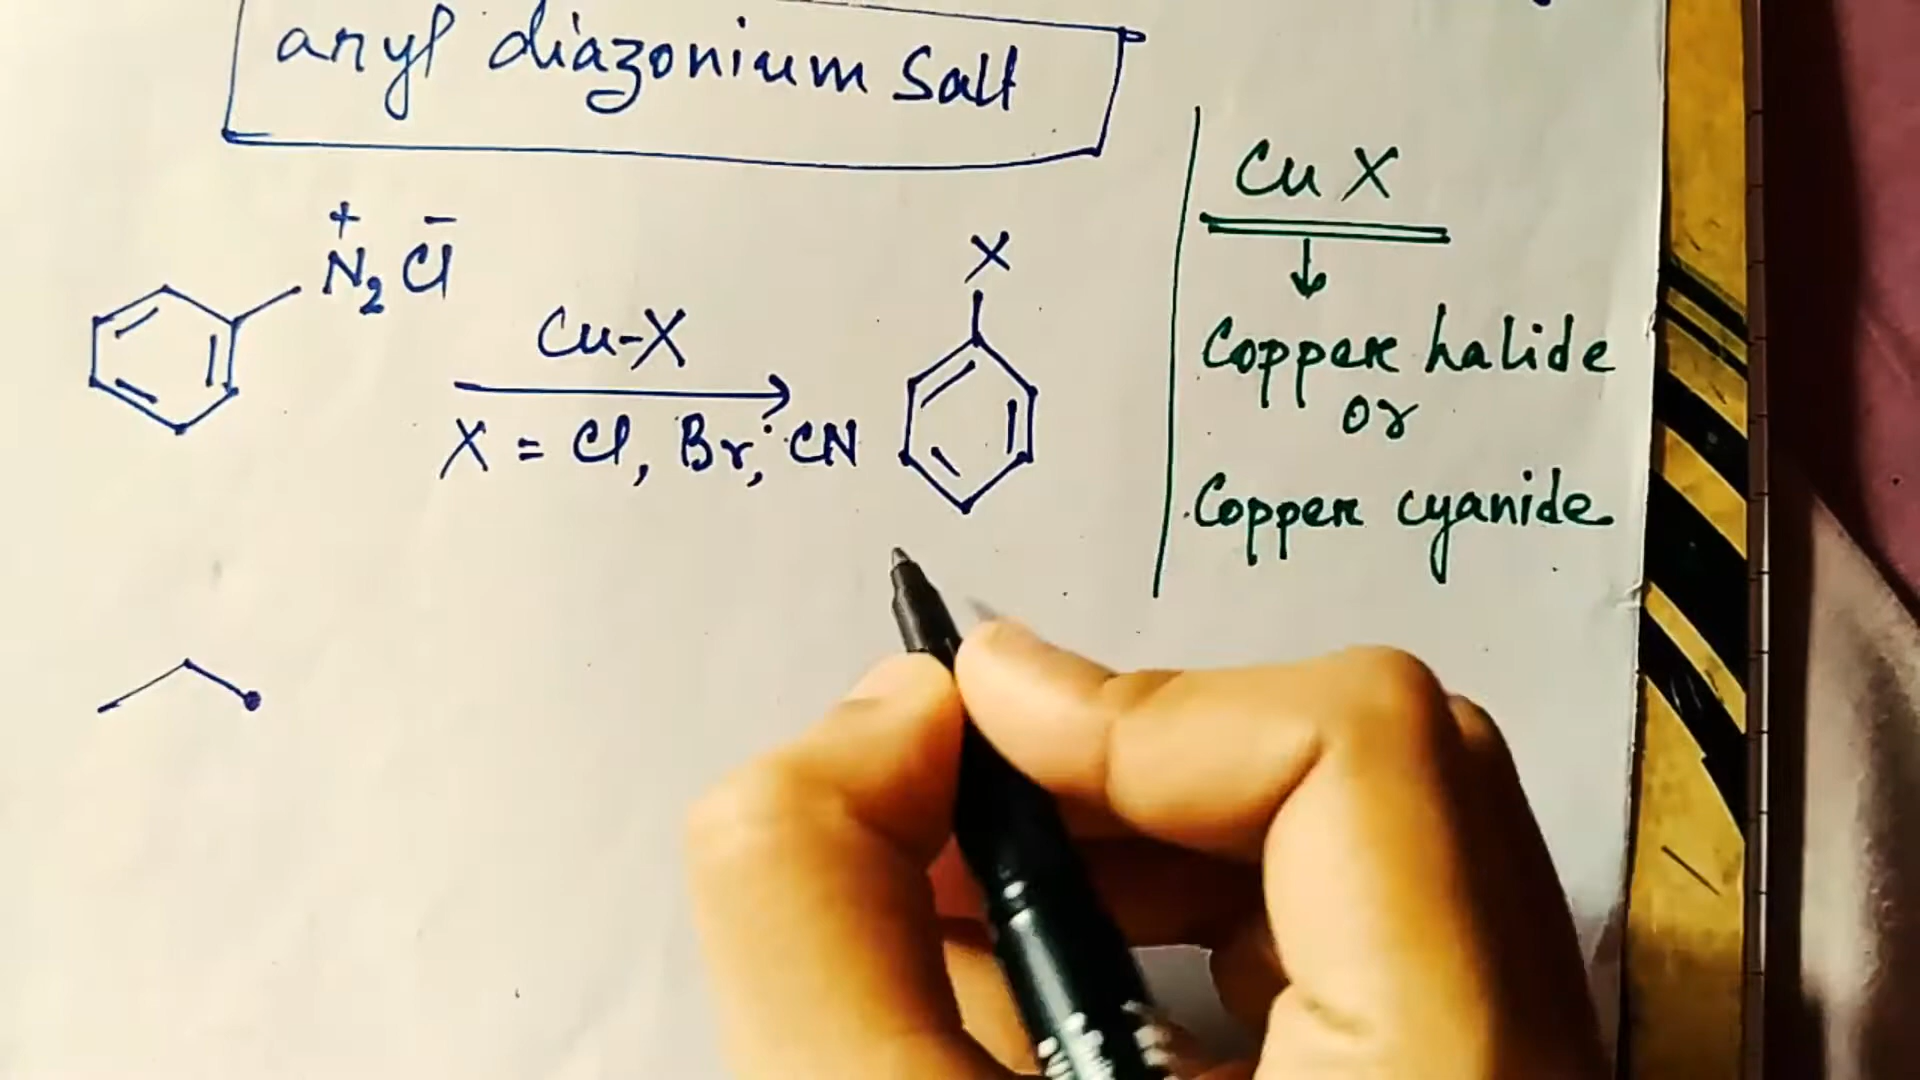 aryl diazonium Salt
+ -
N2 Cl
Cu-X
X = Cl, Br, CN
X
Cu X
Copper halide
or
Copper cyanide